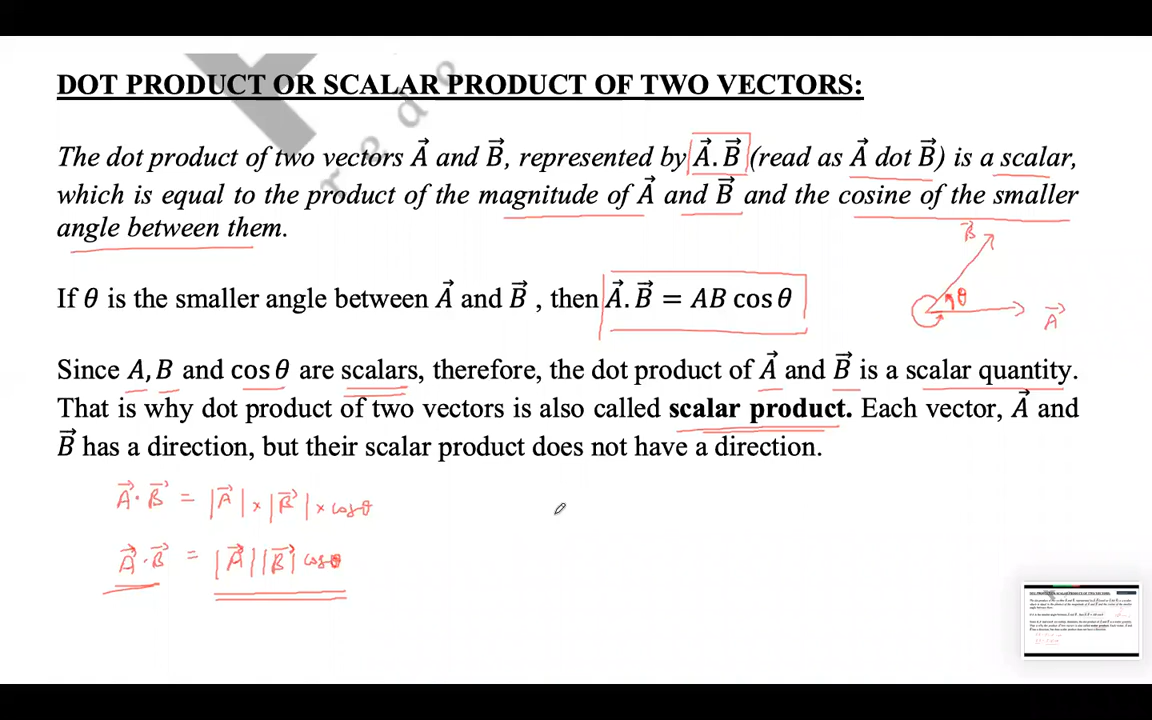 DOT PRODUCT OR SCALAR PRODUCT OF TWO VECTORS:
The dot product of two vectors A⃗ and B⃗, represented by A⃗.B⃗ (read as A⃗ dot B⃗) is a scalar,
which is equal to the product of the magnitude of A⃗ and B⃗ and the cosine of the smaller
angle between them.
B⃗
If θ is the smaller angle between A⃗ and B⃗ , then A⃗.B⃗ = AB cos θ
θ
A⃗
Since A, B and cos θ are scalars, therefore, the dot product of A⃗ and B⃗ is a scalar quantity.
That is why dot product of two vectors is also called scalar product. Each vector, A⃗ and
B⃗ has a direction, but their scalar product does not have a direction.
A⃗ · B⃗ = |A⃗| × |B⃗| × cosθ
A⃗ · B⃗ = |A⃗| |B⃗| cosθ